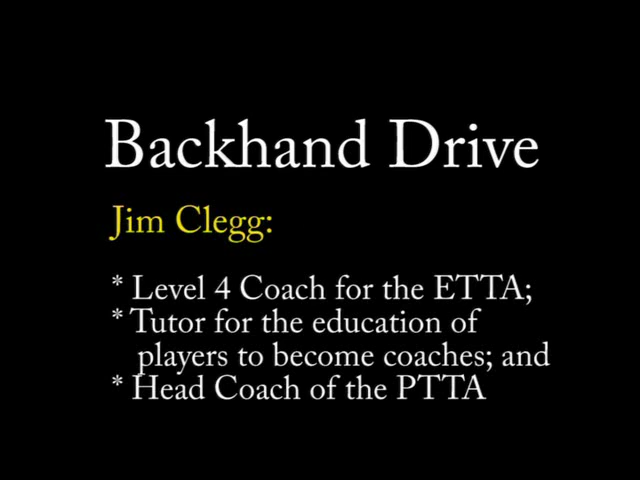 Backhand Drive
Jim Clegg:
* Level 4 Coach for the ETTA;
* Tutor for the education of
players to become coaches; and
* Head Coach of the PTTA